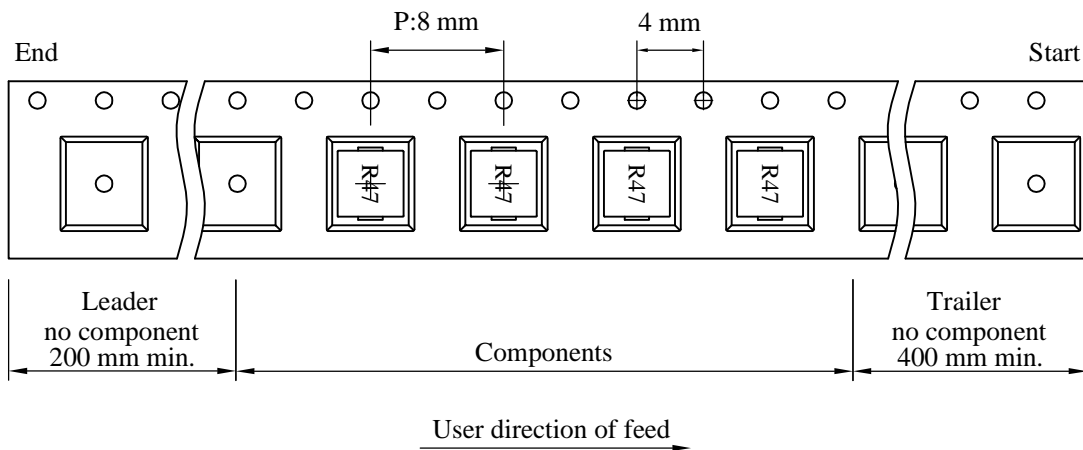 P:8 mm
4 mm
End
Start
R47
R47
R47
R47
Leader
no component
200 mm min.
Components
Trailer
no component
400 mm min.
User direction of feed